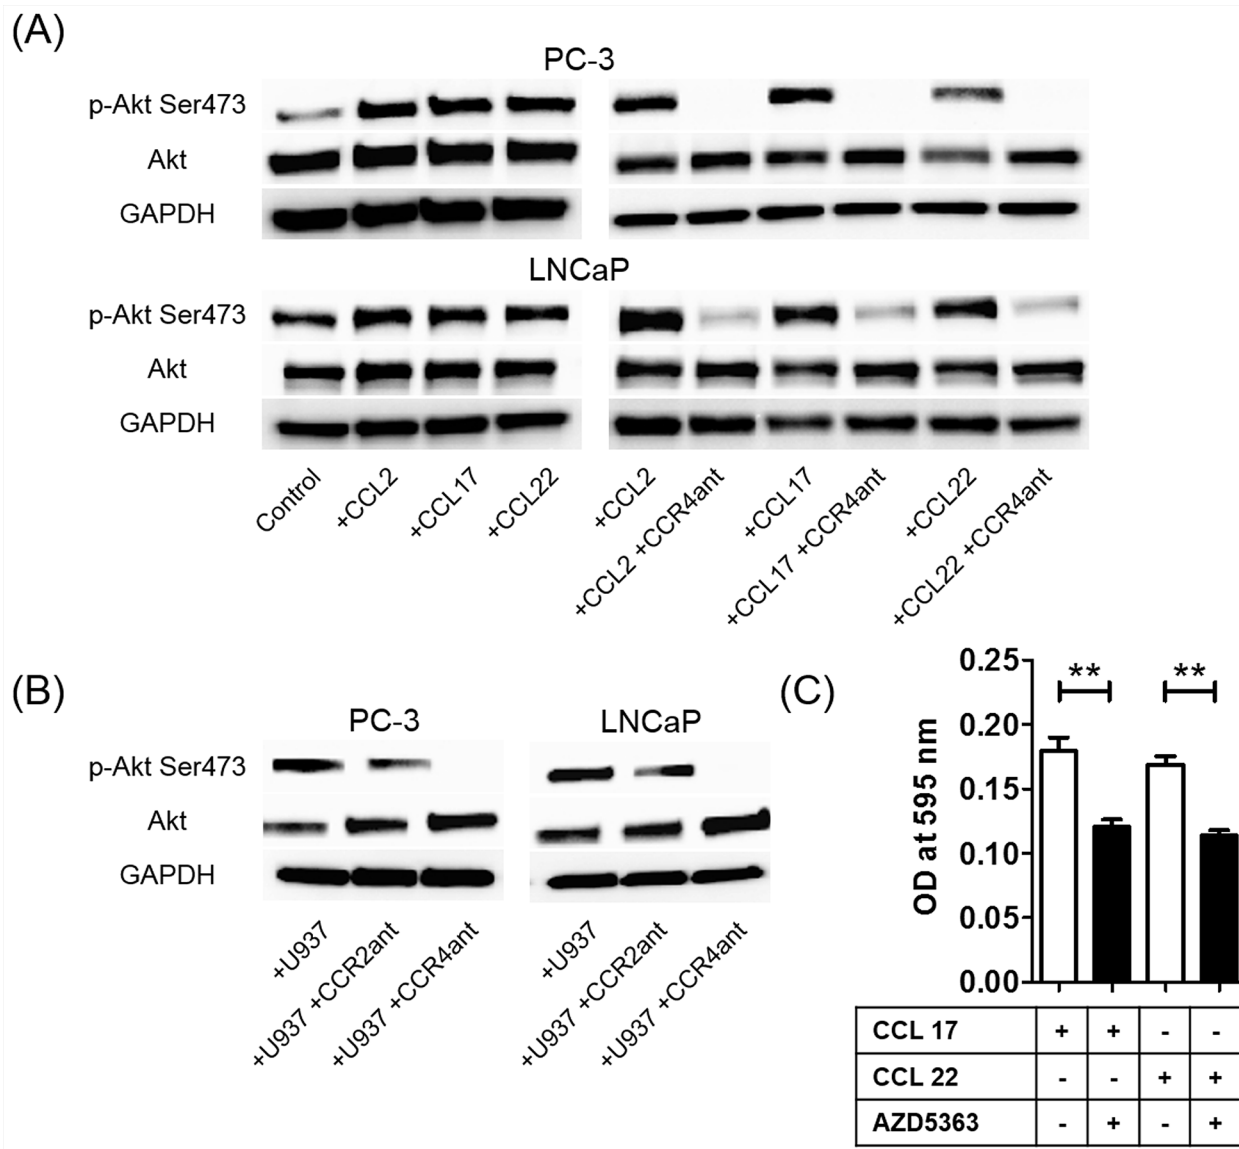 (A)
PC-3
p-Akt Ser473
Akt
GAPDH
LNCaP
p-Akt Ser473
Akt
GAPDH
Control
+CCL2
+CCL17
+CCL22
+CCL2
+CCL2 +CCR4ant
+CCL17
+CCL17 +CCR4ant
+CCL22
+CCL22 +CCR4ant
(B)
PC-3
LNCaP
p-Akt Ser473
Akt
GAPDH
+U937
+U937 +CCR2ant
+U937 +CCR4ant
+U937
+U937 +CCR2ant
+U937 +CCR4ant
(C)
OD at 595 nm
0.25
0.20
0.15
0.10
0.05
0.00
** **
CCL 17 + + - -
CCL 22 - - + +
AZD5363 - + - +